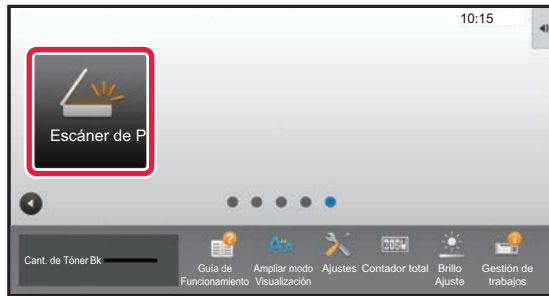 10:15
Escáner de P
Cant. de Tóner Bk
Guía de
Funcionamiento
Ampliar modo
Visualización
Ajustes
Contador total
Brillo
Ajuste
Gestión de
trabajos